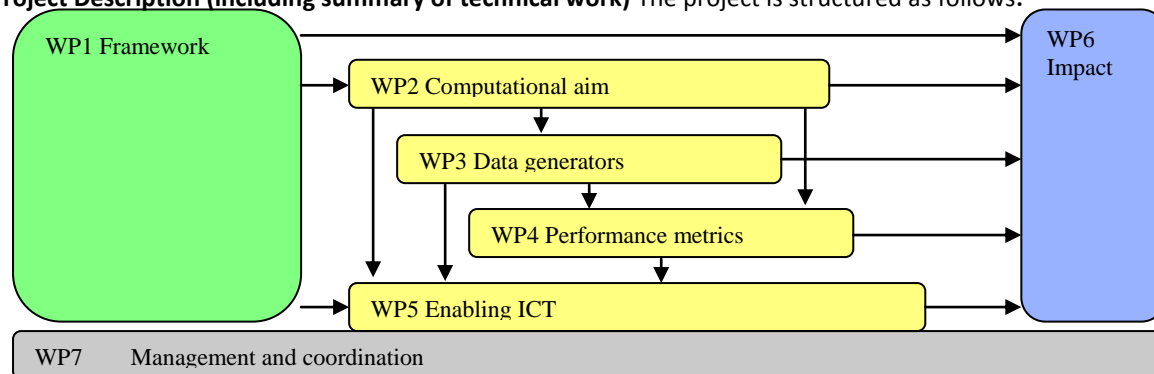 roject Description (including summary of technical work) The project is structured as follows:
WP1 Framework
WP6
Impact
WP2 Computational aim
WP3 Data generators
WP4 Performance metrics
WP5 Enabling ICT
WP7 Management and coordination